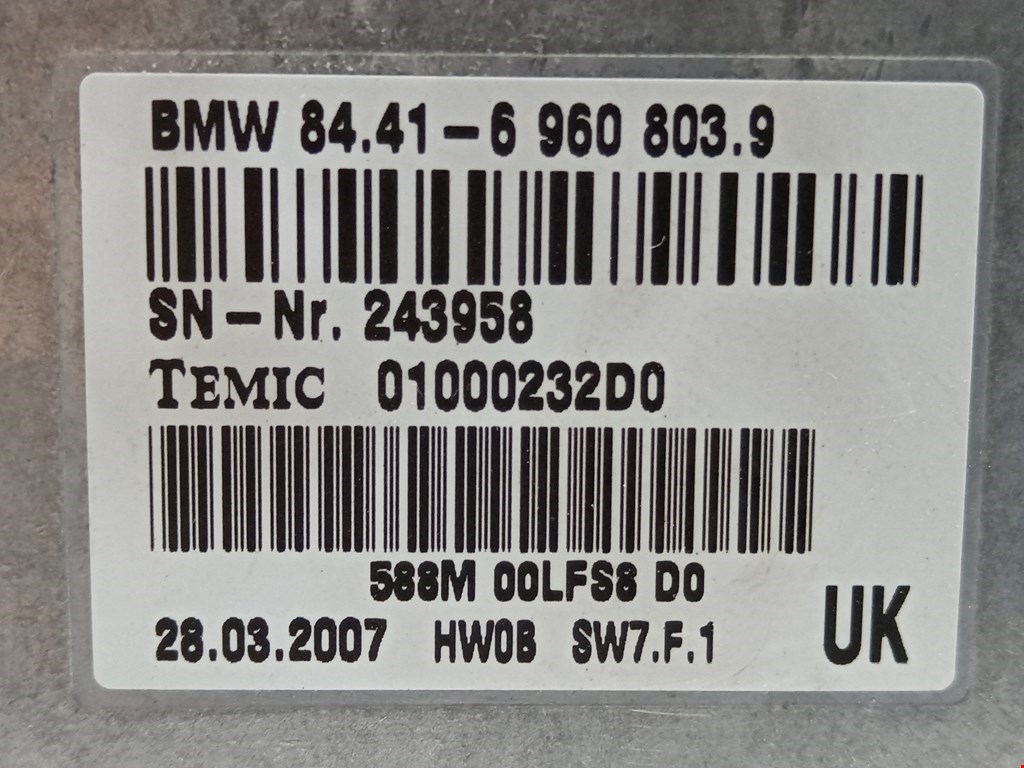 BMW 84.41-6 960 803.9
SN-Nr. 243958
TEMIC 01000232D0
588M 00LFS8 D0
28.03.2007 HW0B SW7.F.1
UK